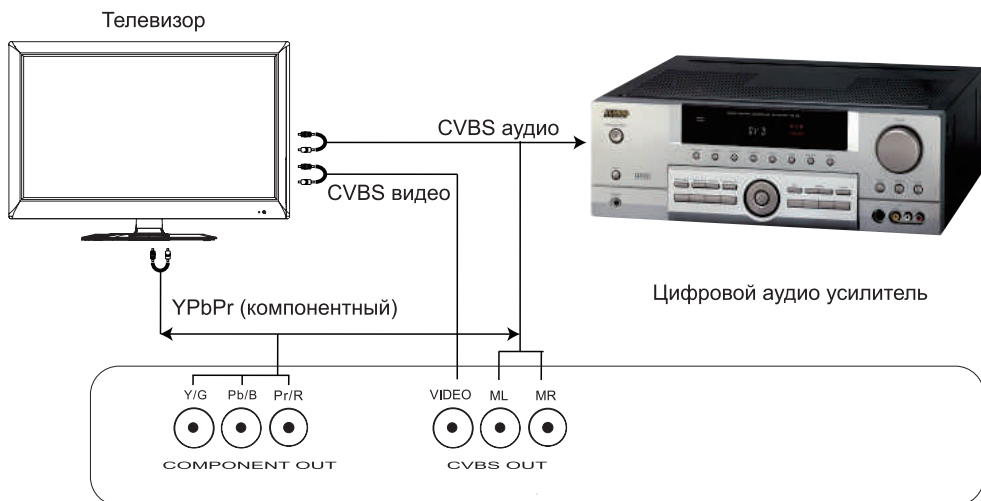 Телевизор
CVBS аудио
CVBS видео
YPbPr (компонентный)
Цифровой аудио усилитель
Y/G Pb/B Pr/R VIDEO ML MR
COMPONENT OUT CVBS OUT